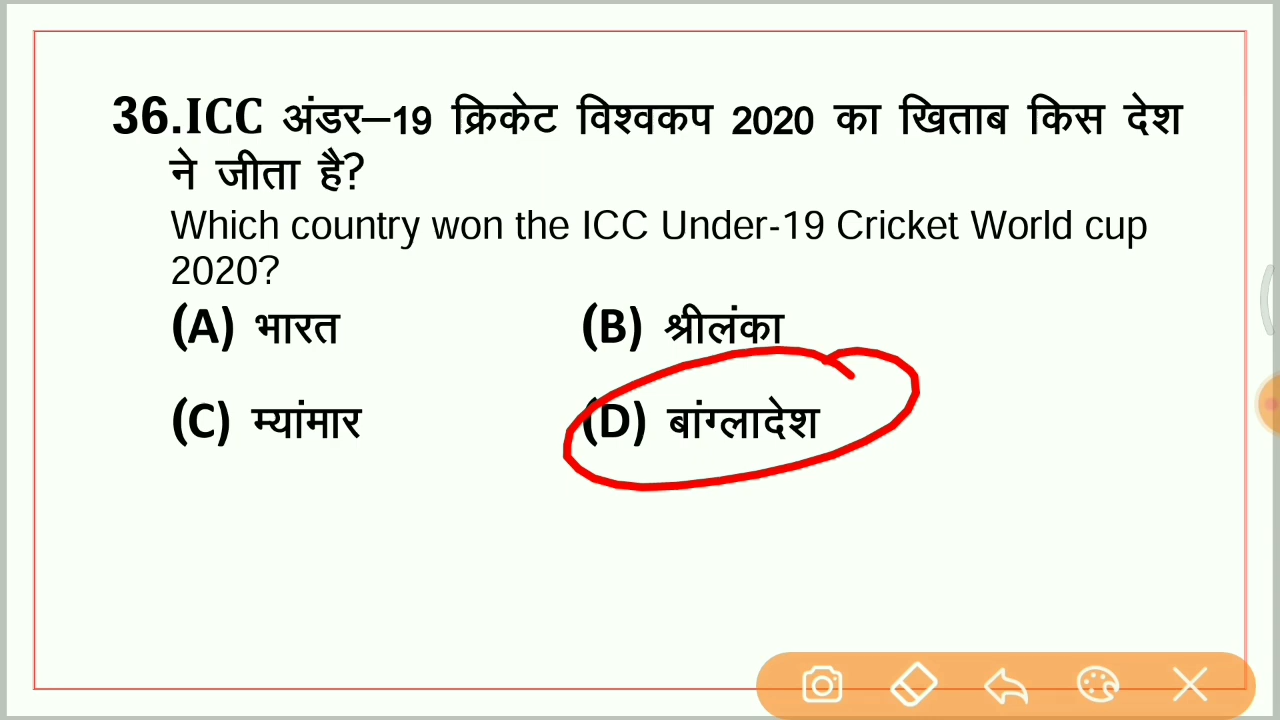 36.ICC अंडर–19 क्रिकेट विश्वकप 2020 का खिताब किस देश
ने जीता है?
Which country won the ICC Under-19 Cricket World cup
2020?
(A) भारत (B) श्रीलंका
(C) म्यांमार (D) बांग्लादेश